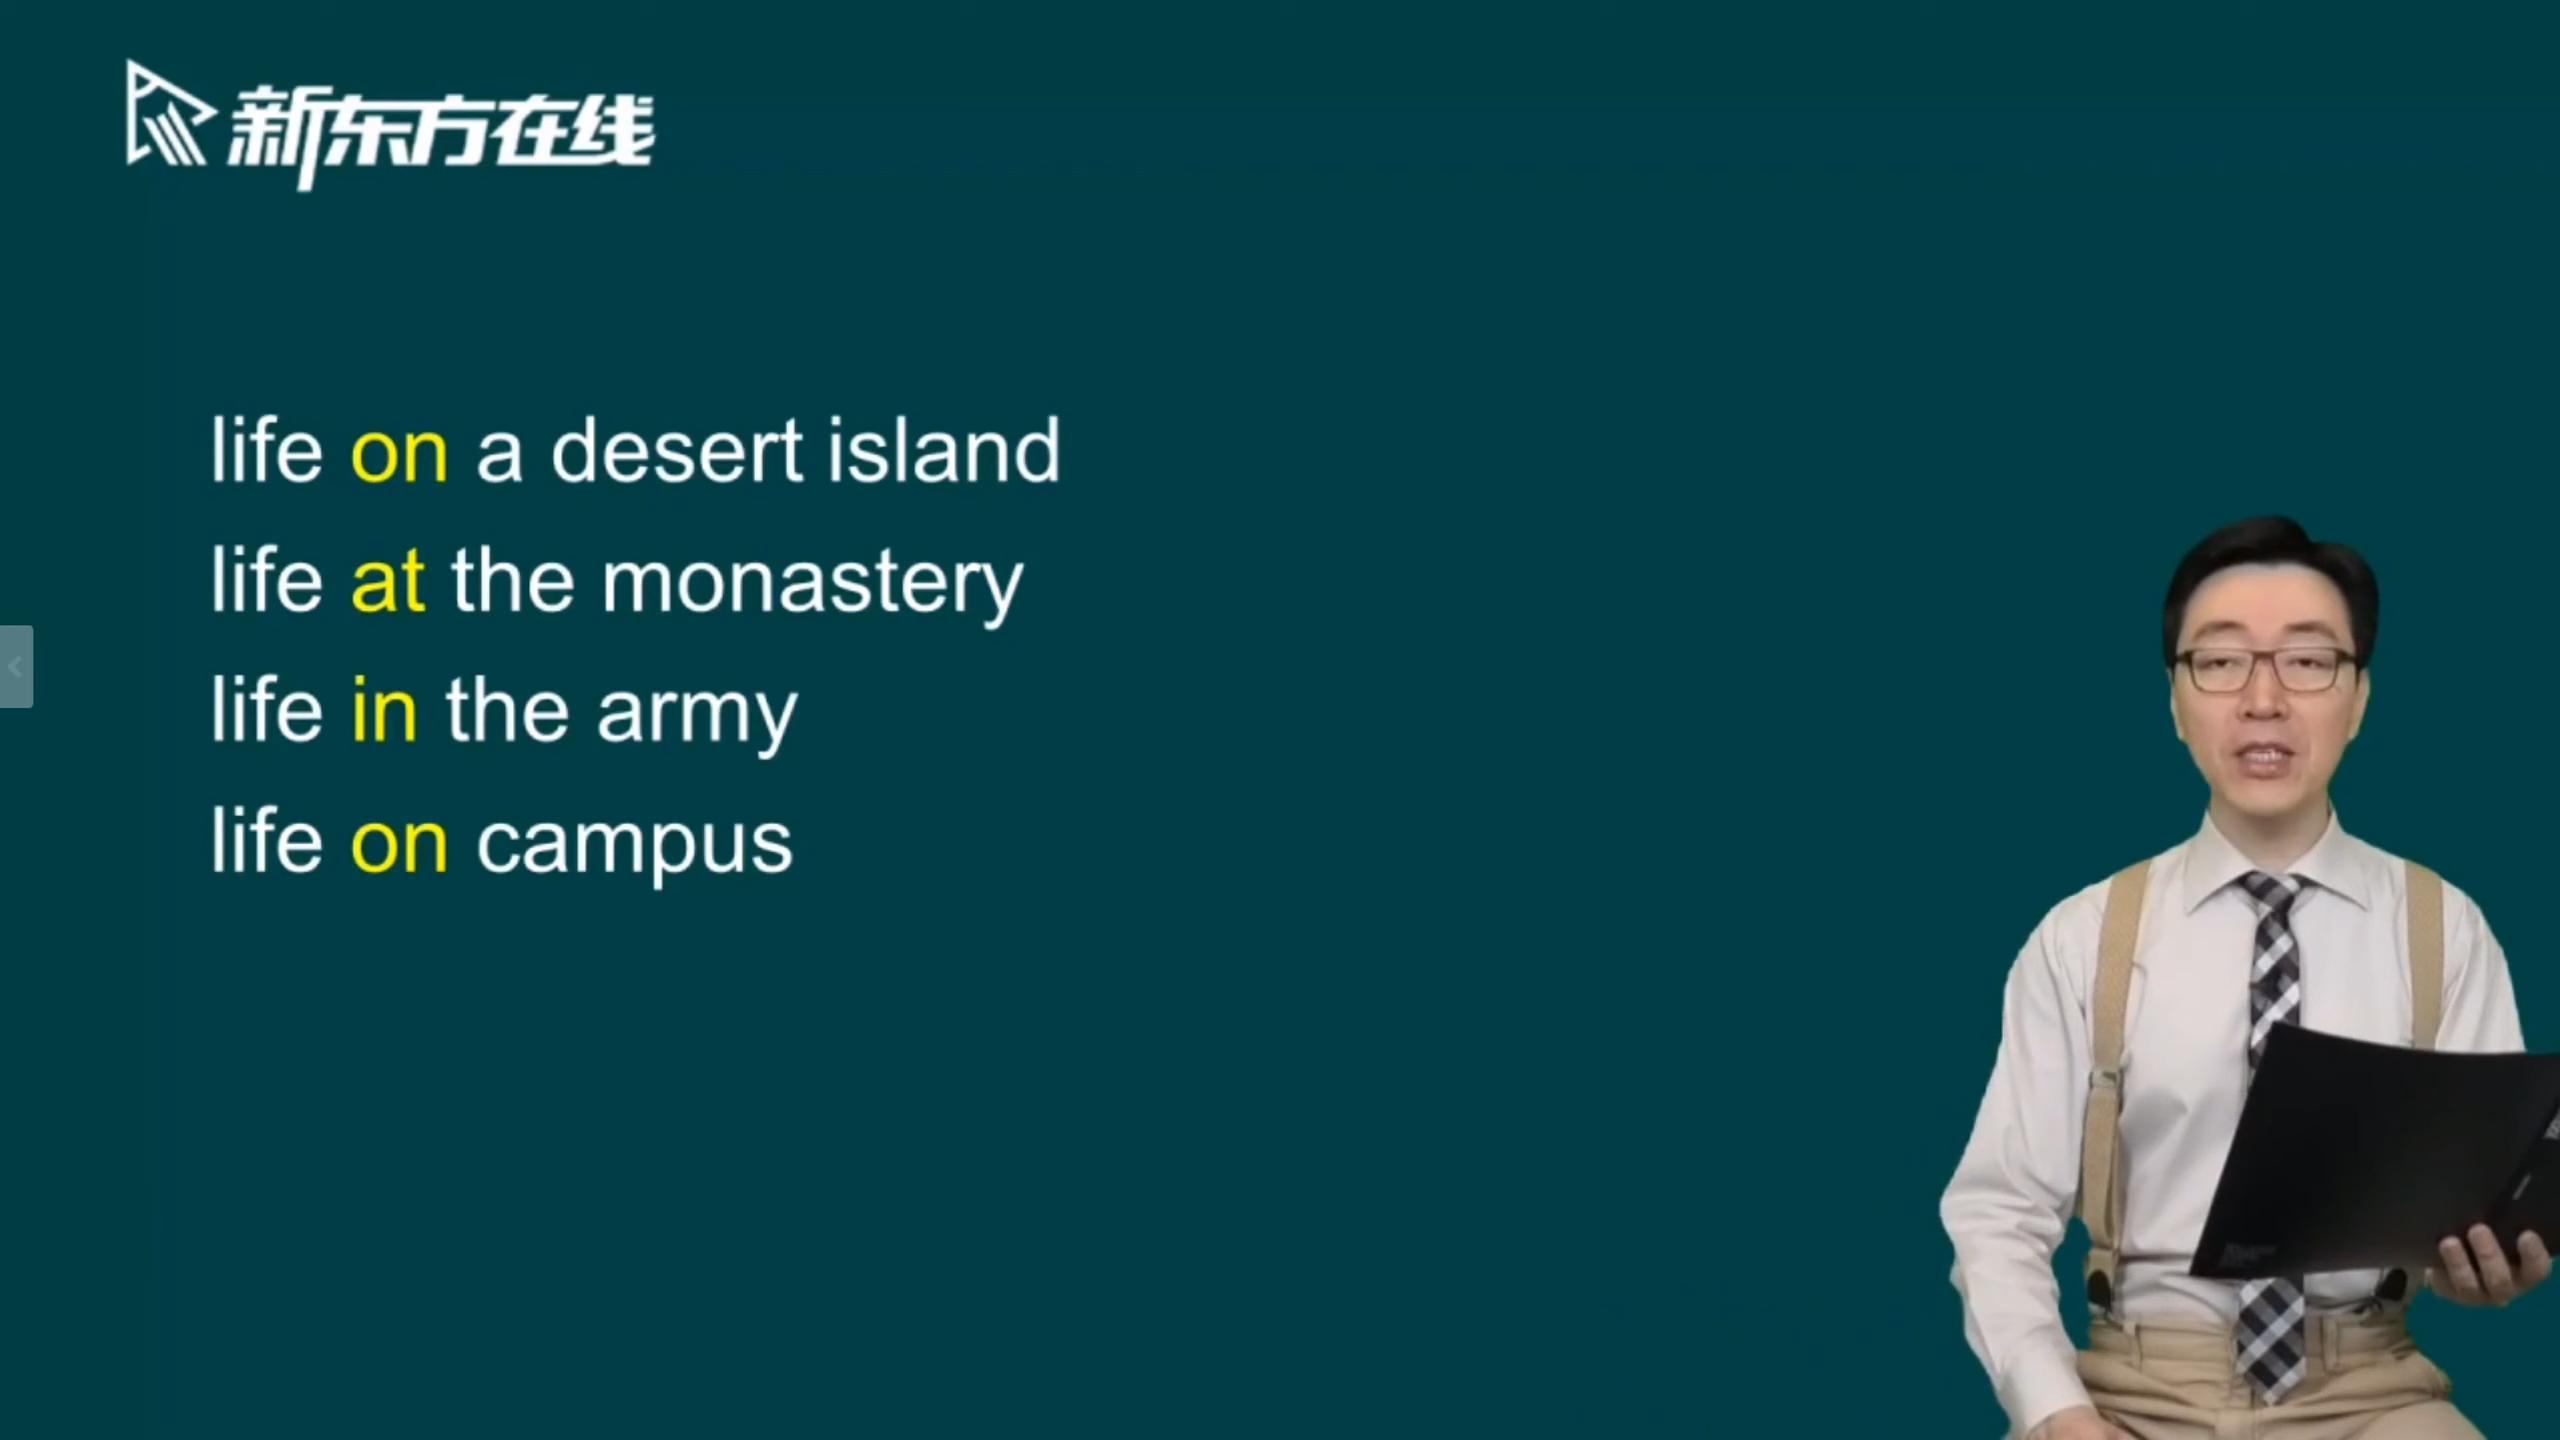 新东方在线
life on a desert island
life at the monastery
life in the army
life on campus